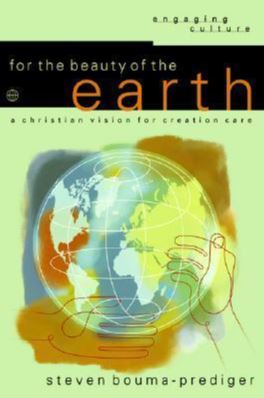 engaging
culture
for the beauty of the
earth
a christian vision for creation care
steven bouma-prediger